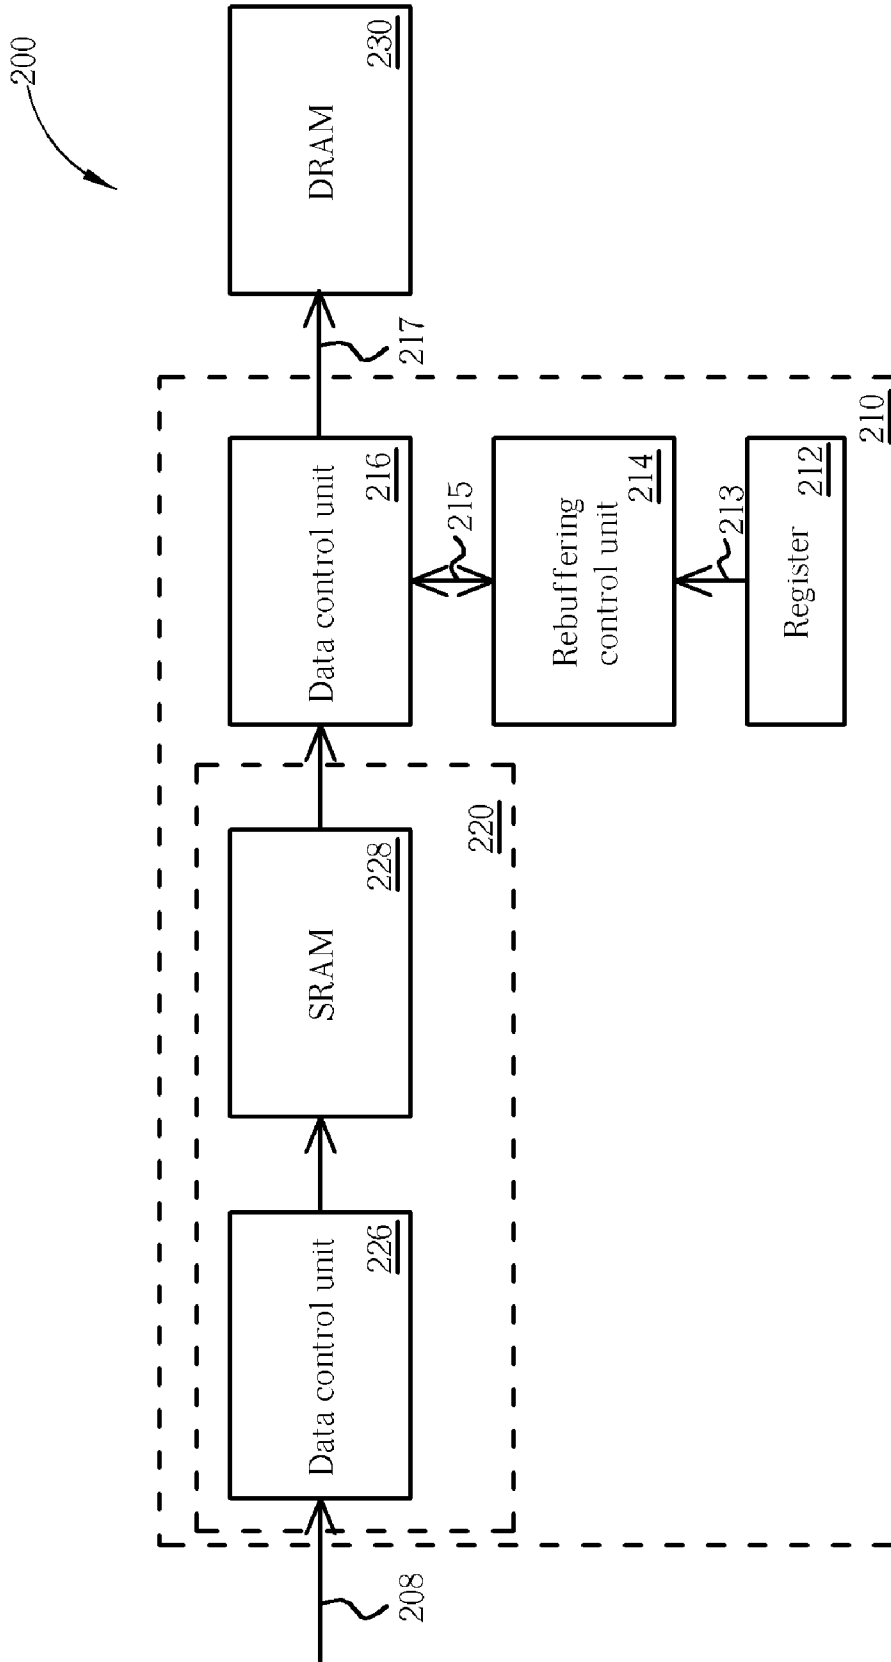 200
208
Data control unit
226
SRAM
228
220
Data control unit
216
217
DRAM
230
215
Rebuffering
control unit
214
213
Register
212
210